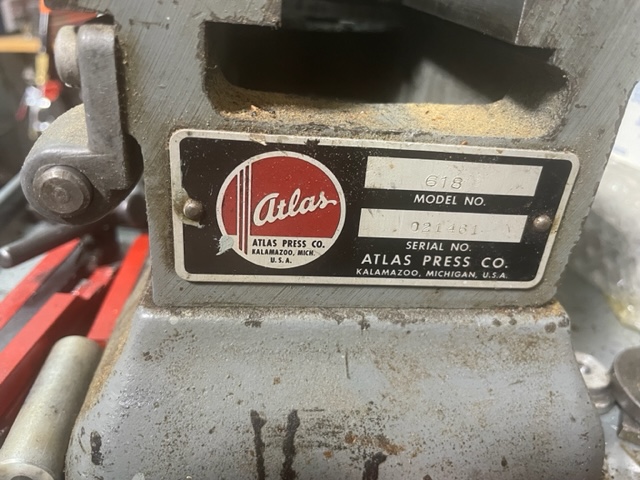 Atlas
ATLAS PRESS CO.
KALAMAZOO, MICH.
U.S.A.
618
MODEL NO.
SERIAL NO.
ATLAS PRESS CO.
KALAMAZOO, MICHIGAN, U.S.A.